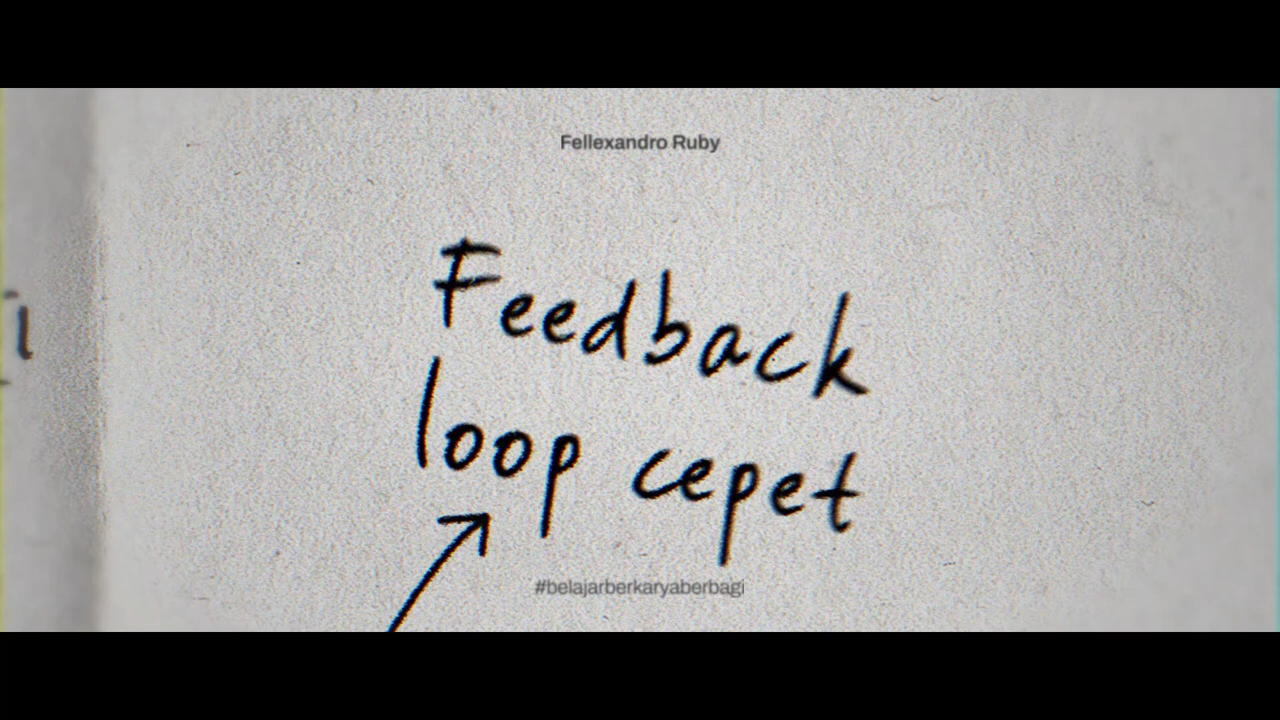 Fellexandro Ruby
Feedback
loop cepet
#belajarberkaryaberbagi